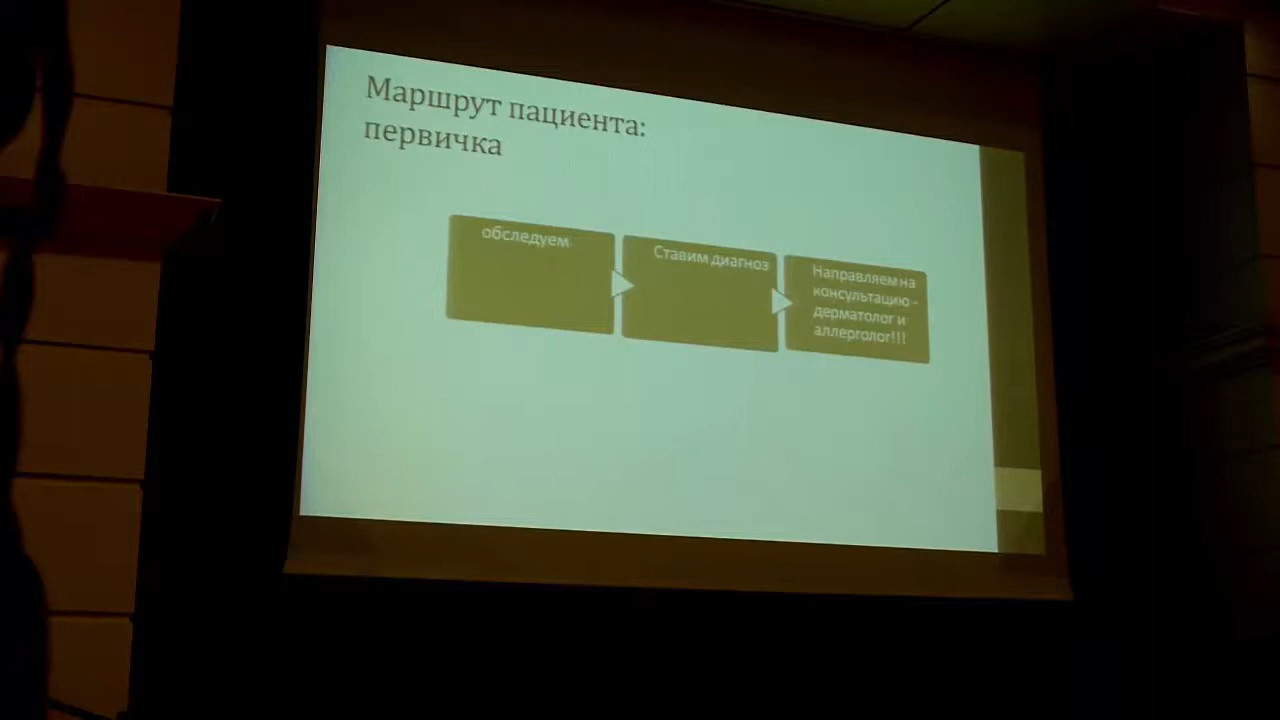 Маршрут пациента:
первичка
обследуем
Ставим диагноз
Направляем на
консультацию -
дерматолог и
аллерголог!!!